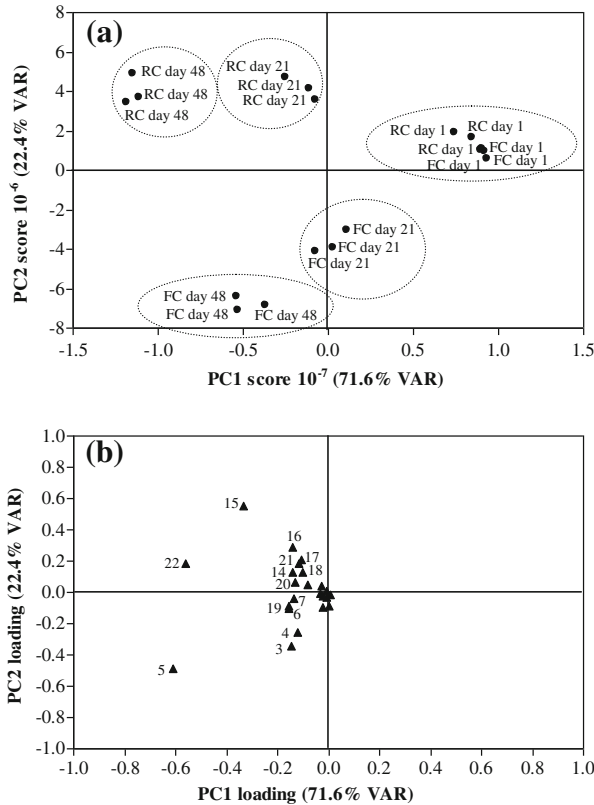 (a)
8
6
4
2
0
-2
-4
-6
-8
PC2 score 10⁻⁶ (22.4% VAR)
RC day 48
RC day 48
RC day 48
RC day 21
RC day 21
RC day 21
RC day 1
RC day 1
RC day 1
FC day 1
FC day 1
FC day 1
FC day 21
FC day 21
FC day 21
FC day 48
FC day 48
FC day 48
-1.5 -1.0 -0.5 0.0 0.5 1.0 1.5
PC1 score 10⁻⁷ (71.6% VAR)
(b)
1.0
0.8
0.6
0.4
0.2
0.0
-0.2
-0.4
-0.6
-0.8
-1.0
PC2 loading (22.4% VAR)
15
16
17
21
22
14
18
20
7
19
6
4
3
5
-1.0 -0.8 -0.6 -0.4 -0.2 -0.0 0.2 0.4 0.6 0.8 1.0
PC1 loading (71.6% VAR)